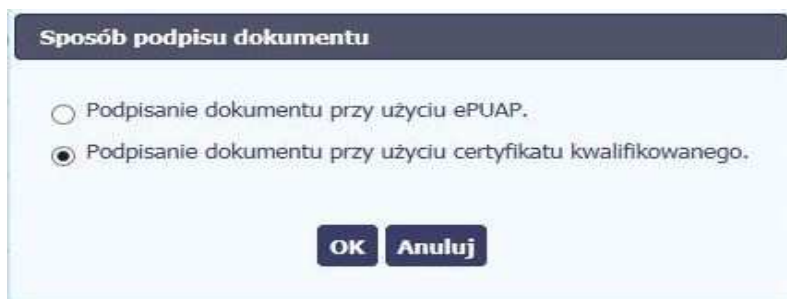 Sposób podpisu dokumentu
Podpisanie dokumentu przy użyciu ePUAP.
Podpisanie dokumentu przy użyciu certyfikatu kwalifikowanego.
OK Anuluj